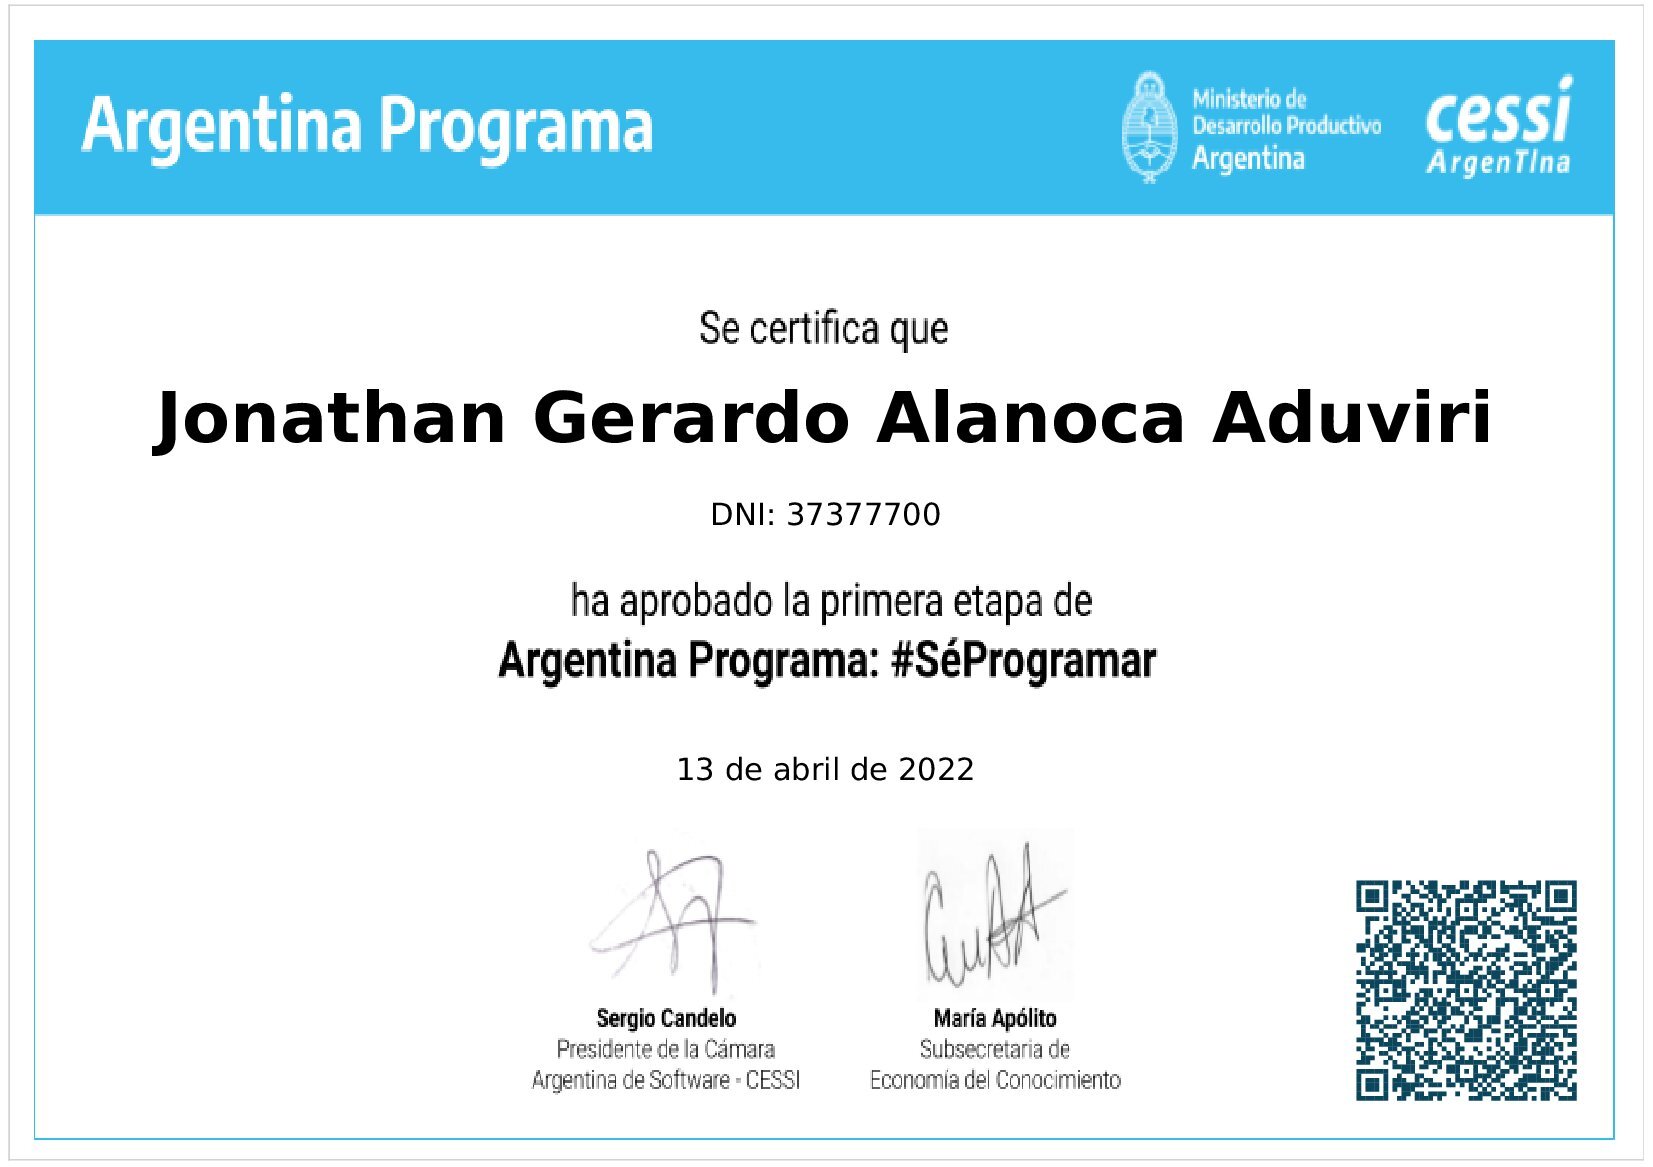 Argentina Programa
Ministerio de
Desarrollo Productivo
Argentina
cessi
ArgenTIna
Se certifica que
Jonathan Gerardo Alanoca Aduviri
DNI: 37377700
ha aprobado la primera etapa de
Argentina Programa: #SéProgramar
13 de abril de 2022
Sergio Candelo
Presidente de la Cámara
Argentina de Software - CESSI
María Apólito
Subsecretaria de
Economía del Conocimiento